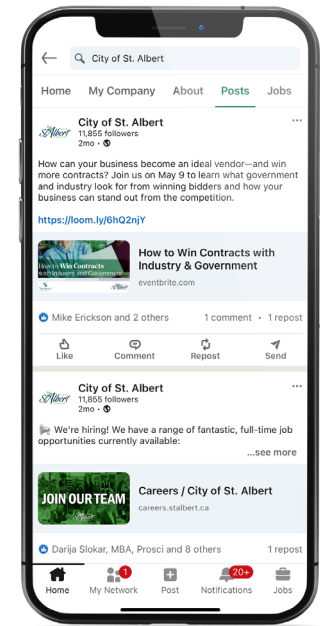 City of St. Albert
Home My Company About Posts Jobs
St Albert
City of St. Albert
11,855 followers
2mo •
How can your business become an ideal vendor—and win
more contracts? Join us on May 9 to learn what government
and industry look for from winning bidders and how your
business can stand out from the competition.
https://loom.ly/6hQ2njY
How to Win Contracts
with Industry and Government
St Albert
How to Win Contracts with
Industry & Government
eventbrite.com
Mike Erickson and 2 others 1 comment • 1 repost
Like Comment Repost Send
St Albert
City of St. Albert
11,855 followers
2mo •
We're hiring! We have a range of fantastic, full-time job
opportunities currently available:
...see more
JOIN OUR TEAM
Careers / City of St. Albert
careers.stalbert.ca
Darija Slokar, MBA, Prosci and 8 others 1 repost
1 20+
Home My Network Post Notifications Jobs